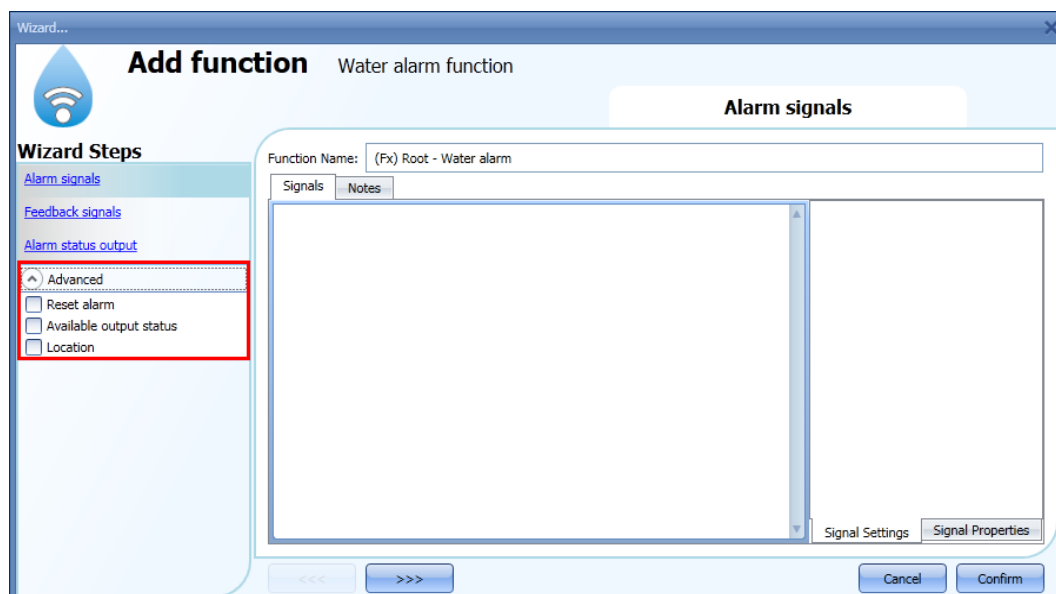 Wizard...
Add function Water alarm function
Alarm signals
Wizard Steps
Alarm signals
Feedback signals
Alarm status output
Advanced
Reset alarm
Available output status
Location
Function Name: (Fx) Root - Water alarm
Signals Notes
Signal Settings Signal Properties
<<< >>> Cancel Confirm